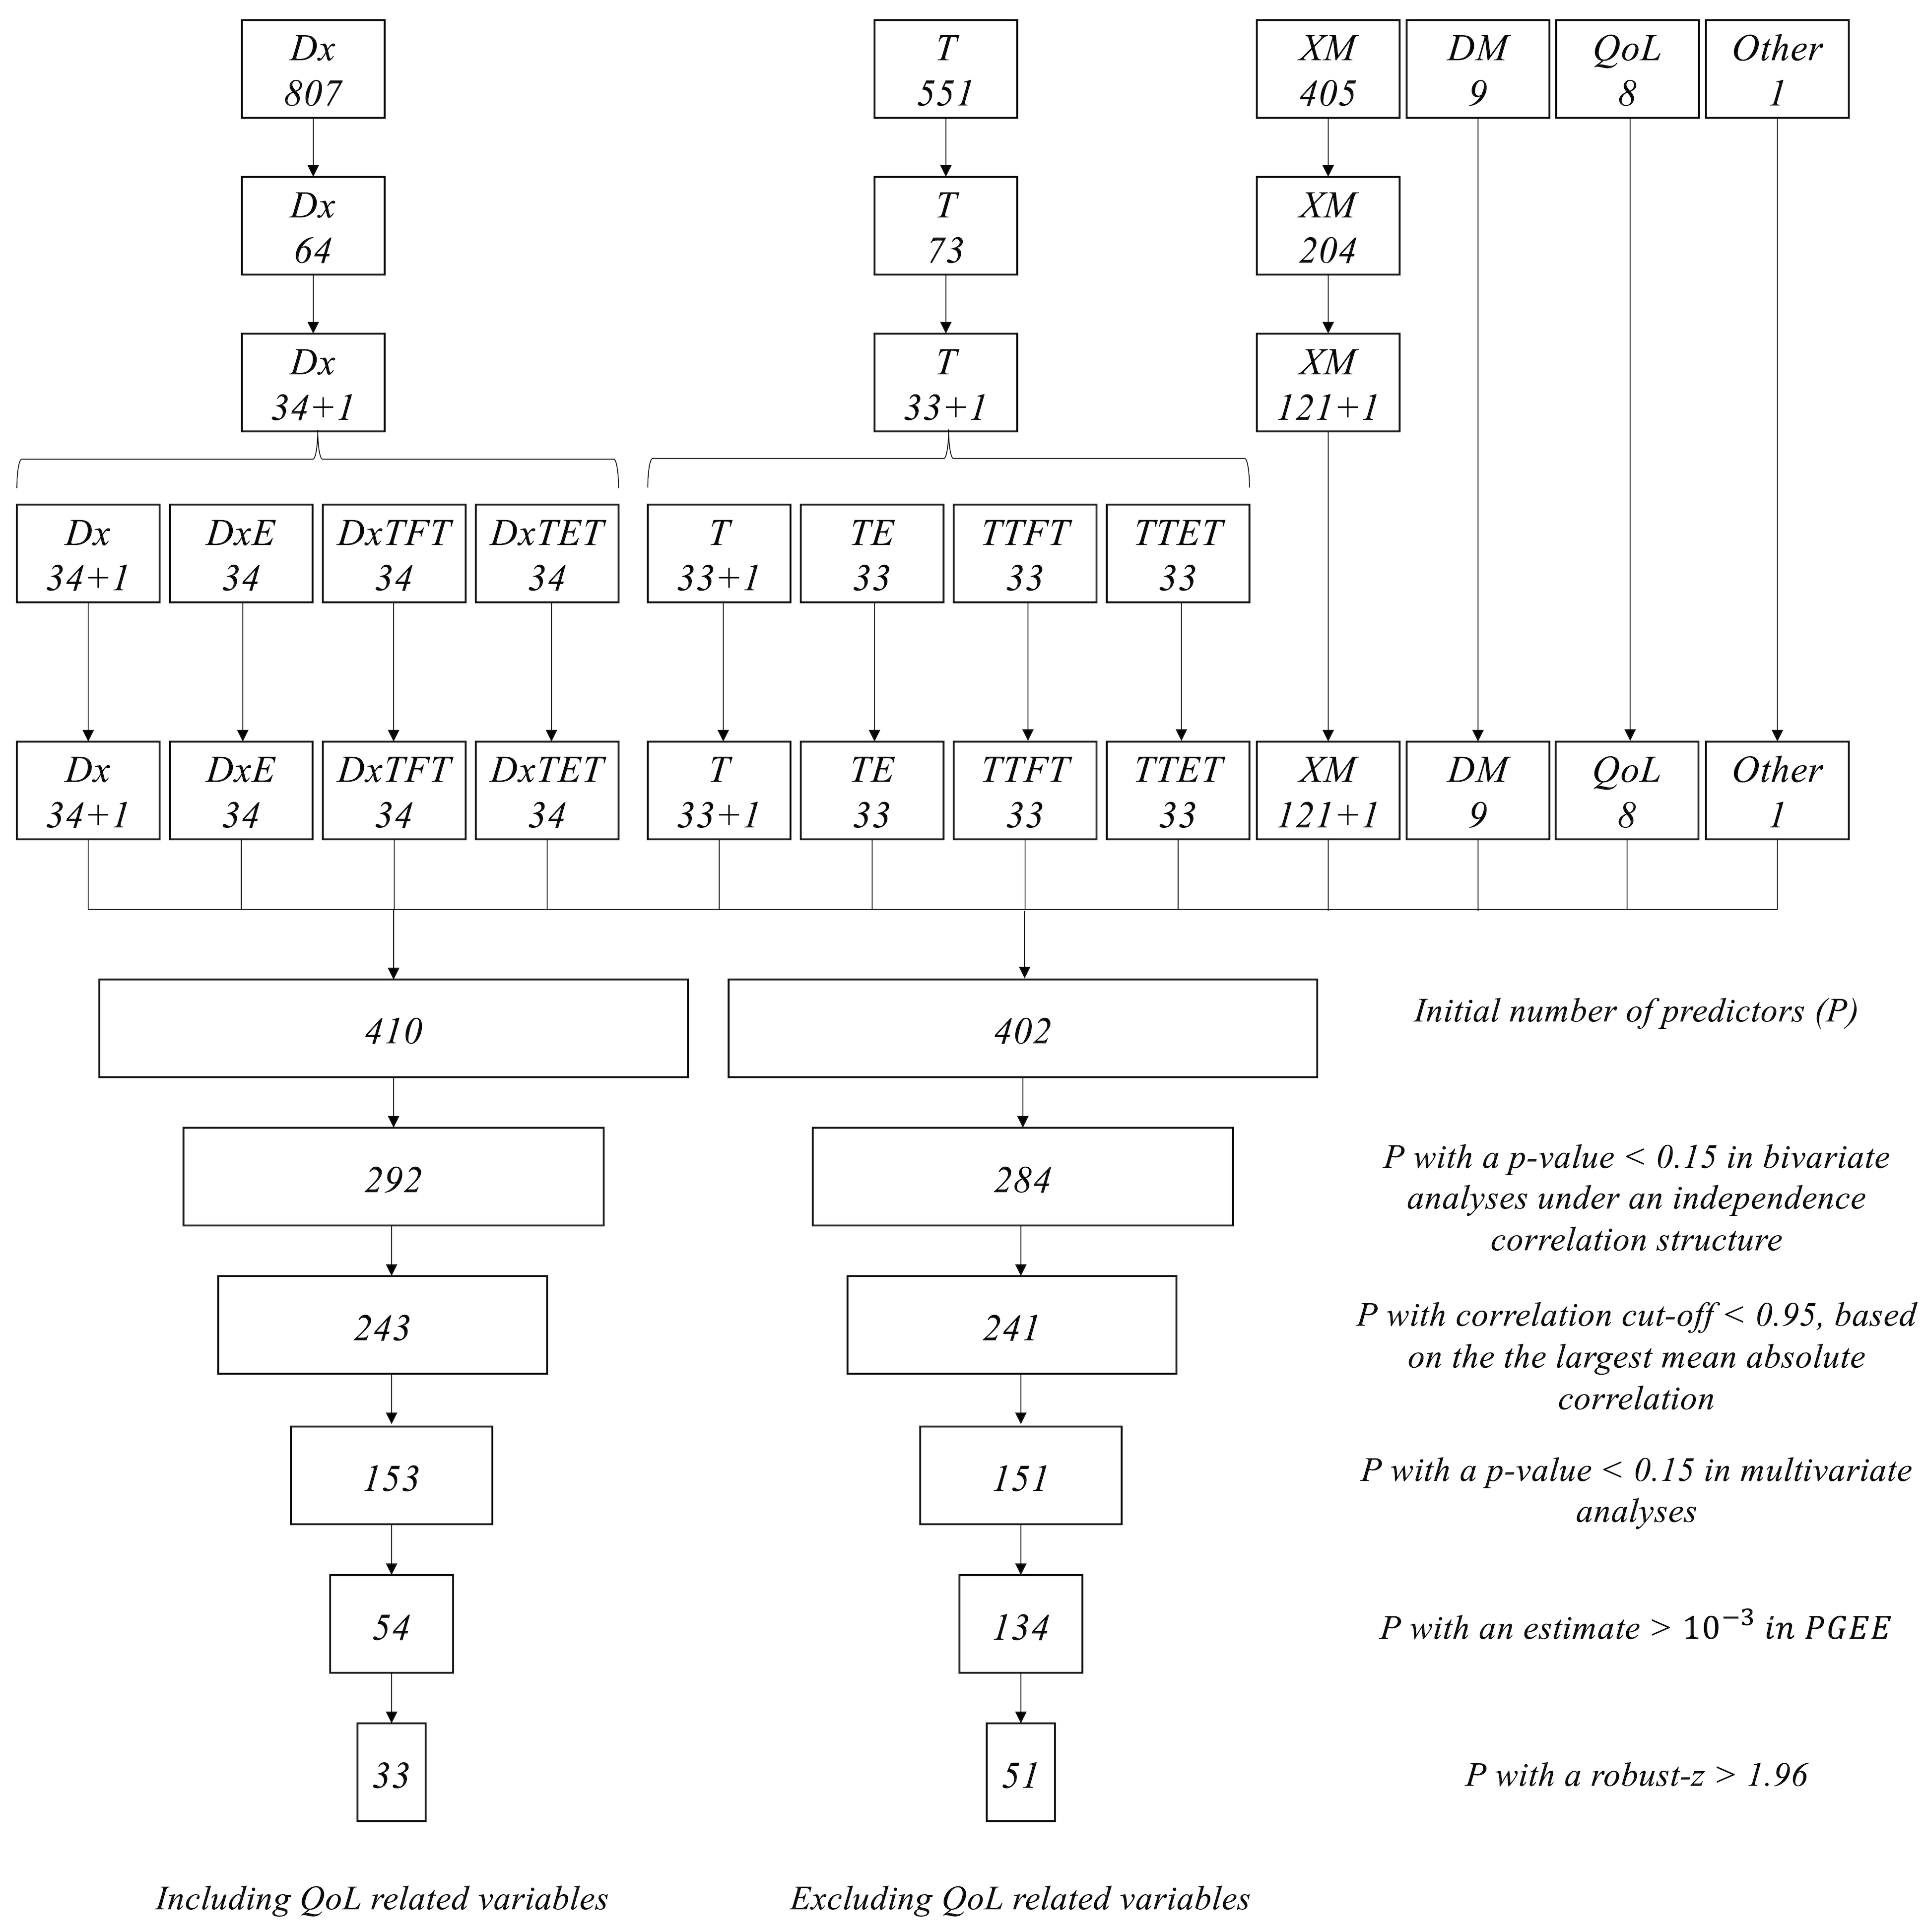 Dx
807
T
551
XM
405
DM
9
QoL
8
Other
1
Dx
64
T
73
XM
204
Dx
34+1
T
33+1
XM
121+1
Dx
34+1
DxE
34
DxTFT
34
DxTET
34
T
33+1
TE
33
TTFT
33
TTET
33
Dx
34+1
DxE
34
DxTFT
34
DxTET
34
T
33+1
TE
33
TTFT
33
TTET
33
XM
121+1
DM
9
QoL
8
Other
1
410
402
Initial number of predictors (P)
292
284
P with a p-value < 0.15 in bivariate
analyses under an independence
correlation structure
243
241
P with correlation cut-off < 0.95, based
on the the largest mean absolute
correlation
153
151
P with a p-value < 0.15 in multivariate
analyses
54
134
P with an estimate > 10⁻³ in PGEE
33
51
P with a robust-z > 1.96
Including QoL related variables
Excluding QoL related variables